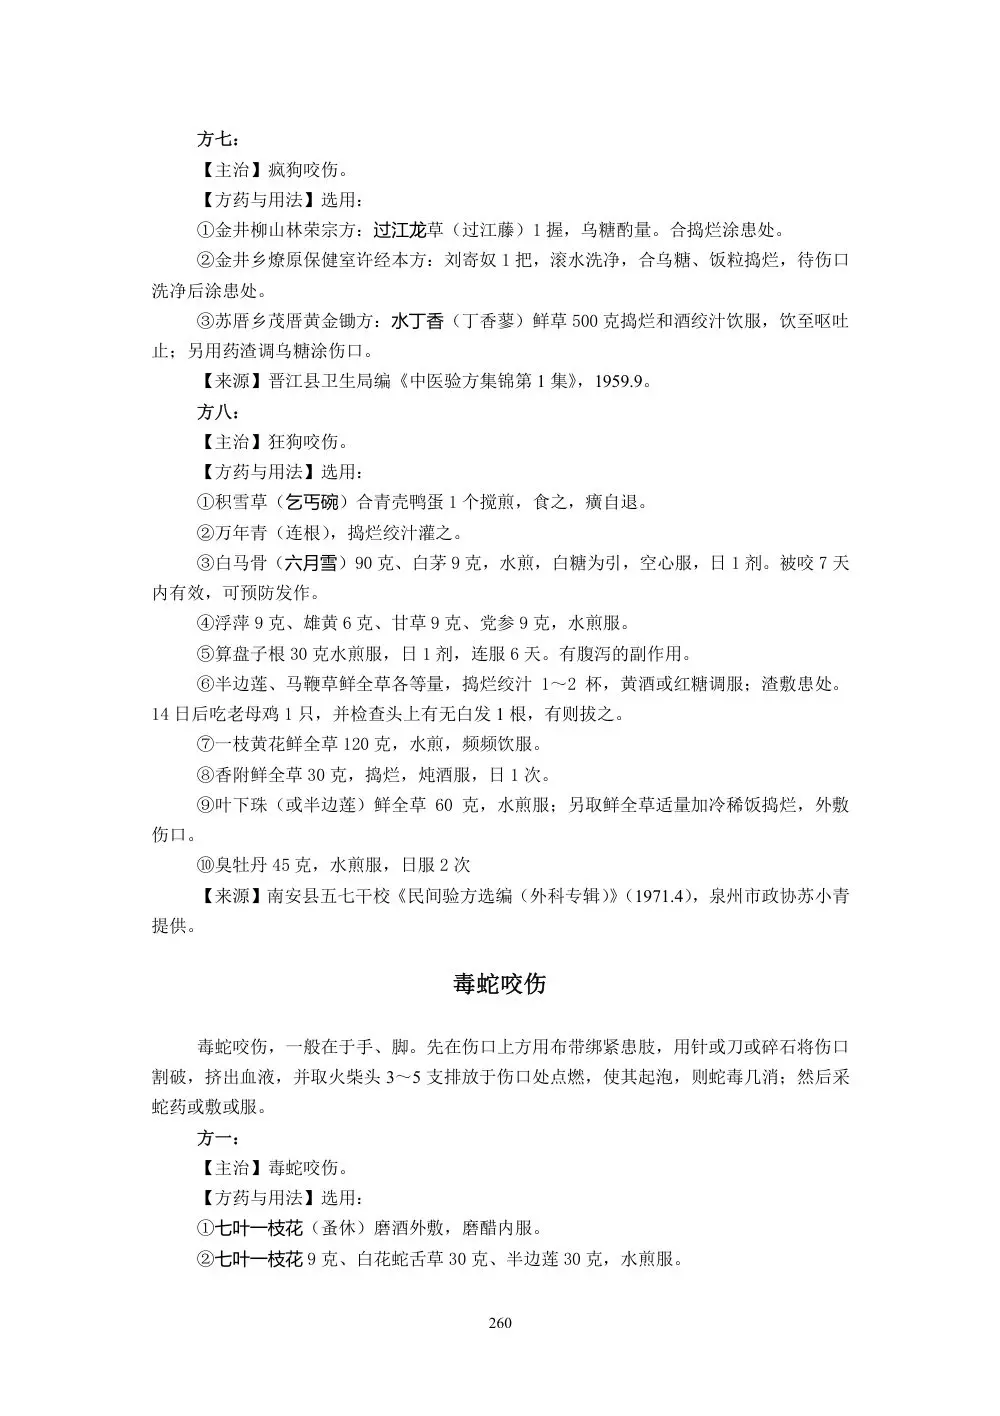 方七：
【主治】疯狗咬伤。
【方药与用法】选用：
①金井柳山林荣宗方：过江龙草（过江藤）1 握，乌糖酌量。合捣烂涂患处。
②金井乡燎原保健室许经本方：刘寄奴 1 把，滚水洗净，合乌糖、饭粒捣烂，待伤口
洗净后涂患处。
③苏厝乡茂厝黄金锄方：水丁香（丁香蓼）鲜草 500 克捣烂和酒绞汁饮服，饮至呕吐
止；另用药渣调乌糖涂伤口。
【来源】晋江县卫生局编《中医验方集锦第 1 集》，1959.9。
方八：
【主治】狂狗咬伤。
【方药与用法】选用：
①积雪草（乞丐碗）合青壳鸭蛋 1 个搅煎，食之，癀自退。
②万年青（连根），捣烂绞汁灌之。
③白马骨（六月雪）90 克、白茅 9 克，水煎，白糖为引，空心服，日 1 剂。被咬 7 天
内有效，可预防发作。
④浮萍 9 克、雄黄 6 克、甘草 9 克、党参 9 克，水煎服。
⑤算盘子根 30 克水煎服，日 1 剂，连服 6 天。有腹泻的副作用。
⑥半边莲、马鞭草鲜全草各等量，捣烂绞汁 1～2 杯，黄酒或红糖调服；渣敷患处。
14 日后吃老母鸡 1 只，并检查头上有无白发 1 根，有则拔之。
⑦一枝黄花鲜全草 120 克，水煎，频频饮服。
⑧香附鲜全草 30 克，捣烂，炖酒服，日 1 次。
⑨叶下珠（或半边莲）鲜全草 60 克，水煎服；另取鲜全草适量加冷稀饭捣烂，外敷
伤口。
⑩臭牡丹 45 克，水煎服，日服 2 次
【来源】南安县五七干校《民间验方选编（外科专辑）》（1971.4），泉州市政协苏小青
提供。
毒蛇咬伤
毒蛇咬伤，一般在于手、脚。先在伤口上方用布带绑紧患肢，用针或刀或碎石将伤口
割破，挤出血液，并取火柴头 3～5 支排放于伤口处点燃，使其起泡，则蛇毒几消；然后采
蛇药或敷或服。
方一：
【主治】毒蛇咬伤。
【方药与用法】选用：
①七叶一枝花（蚤休）磨酒外敷，磨醋内服。
②七叶一枝花 9 克、白花蛇舌草 30 克、半边莲 30 克，水煎服。
260